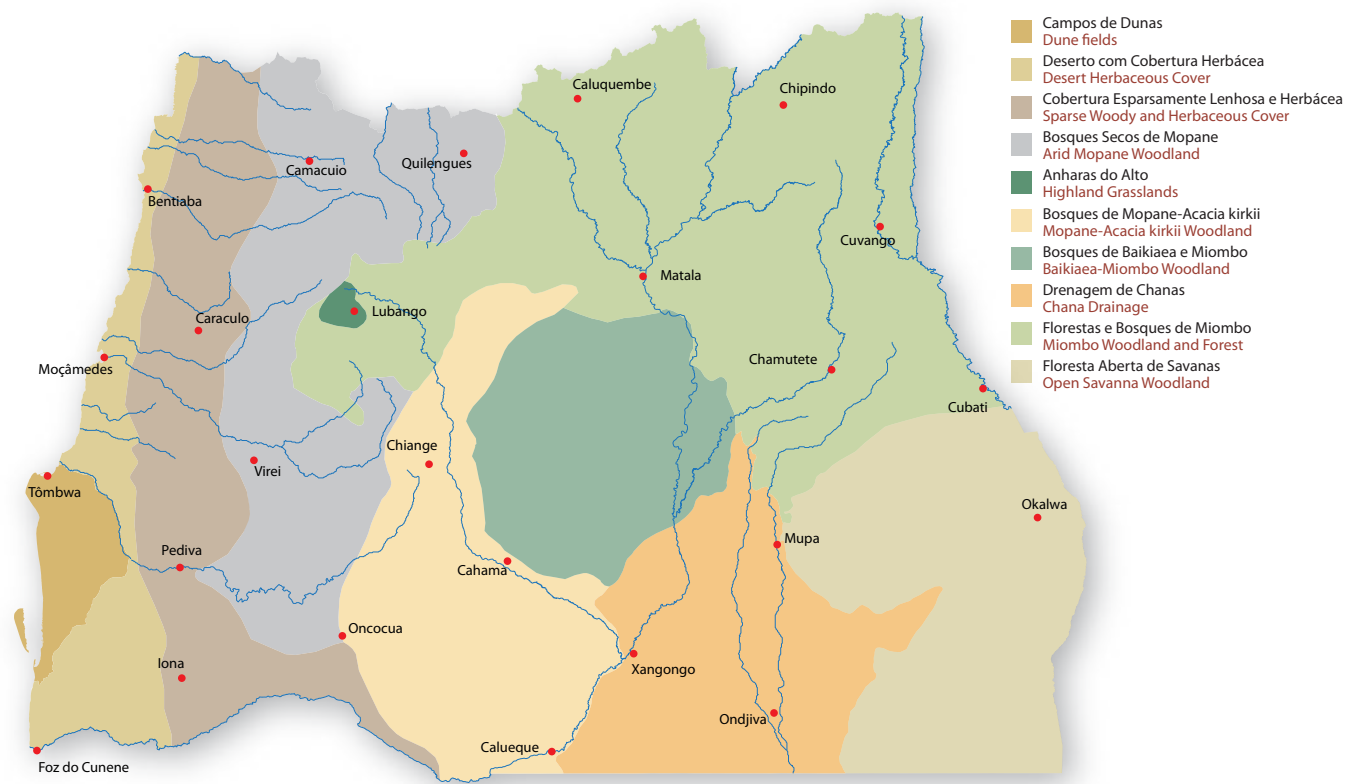 Campos de Dunas
Dune fields
Deserto com Cobertura Herbácea
Desert Herbaceous Cover
Cobertura Esparsamente Lenhosa e Herbácea
Sparse Woody and Herbaceous Cover
Bosques Secos de Mopane
Arid Mopane Woodland
Anharas do Alto
Highland Grasslands
Bosques de Mopane-Acacia kirkii
Mopane-Acacia kirkii Woodland
Bosques de Baikiaea e Miombo
Baikiaea-Miombo Woodland
Drenagem de Chanas
Chana Drainage
Florestas e Bosques de Miombo
Miombo Woodland and Forest
Floresta Aberta de Savanas
Open Savanna Woodland
Caluquembe
Chipindo
Quilengues
Camacuio
Bentiaba
Cuvango
Matala
Lubango
Caraculo
Chamutete
Moçâmedes
Cubati
Chiange
Virei
Tômbwa
Okalwa
Mupa
Pediva
Cahama
Oncocua
Iona
Xangongo
Ondjiva
Calueque
Foz do Cunene